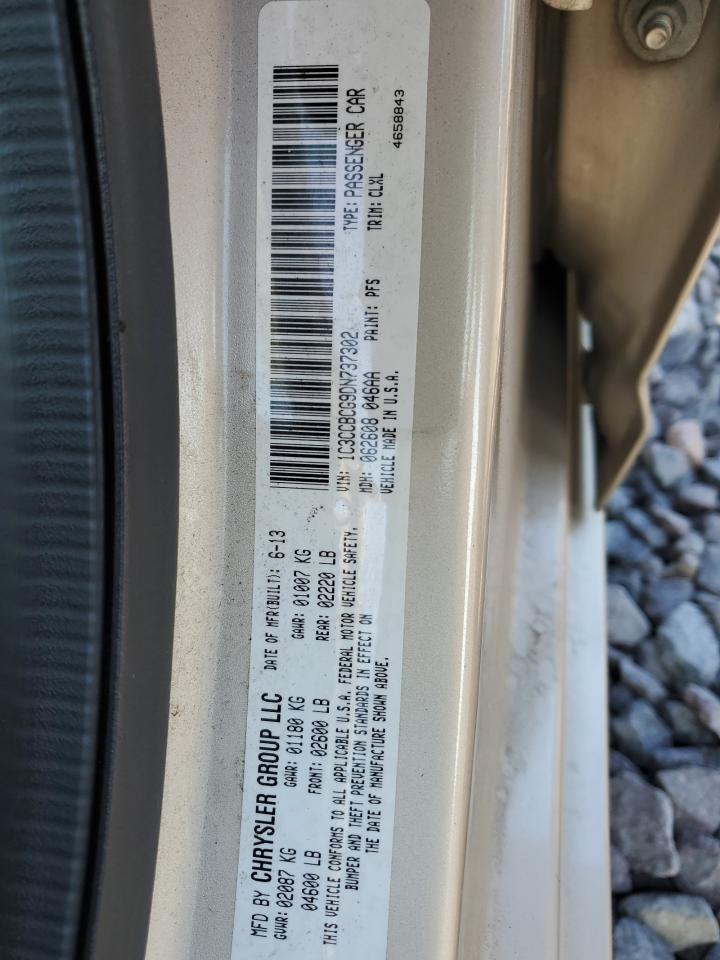 MFD BY CHRYSLER GROUP LLC DATE OF MFR(BUILT): 6-13
GVWR: 02087 KG GAWR: 01180 KG GAWR: 01007 KG
04600 LB FRONT: 02600 LB REAR: 02220 LB
THIS VEHICLE CONFORMS TO ALL APPLICABLE U.S.A. FEDERAL MOTOR VEHICLE SAFETY,
BUMPER AND THEFT PREVENTION STANDARDS IN EFFECT ON
THE DATE OF MANUFACTURE SHOWN ABOVE.
VIN: 1C3CCBCG9DN737302 TYPE: PASSENGER CAR
MDH: 062608 046AA PAINT: PFS TRIM: CLXL
VEHICLE MADE IN U.S.A. 4658843